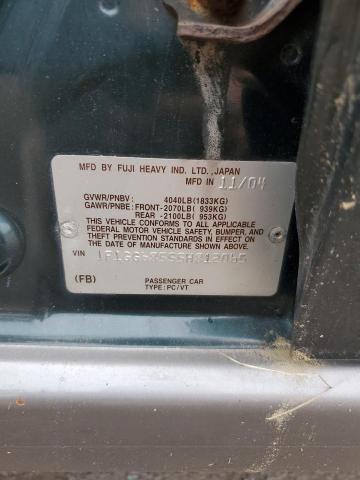 MFD BY FUJI HEAVY IND. LTD.,JAPAN
MFD IN 11/04
GVWR/PNBV : 4040LB(1833KG)
GAWR/PNBE: FRONT-2070LB( 939KG)
REAR -2100LB( 953KG)
THIS VEHICLE CONFORMS TO ALL APPLICABLE
FEDERAL MOTOR VEHICLE SAFETY, BUMPER, AND
THEFT PREVENTION STANDARDS IN EFFECT ON THE
DATE OF MANUFACTURE SHOWN ABOVE.
VIN
(FB)
PASSENGER CAR
TYPE:PC/VT